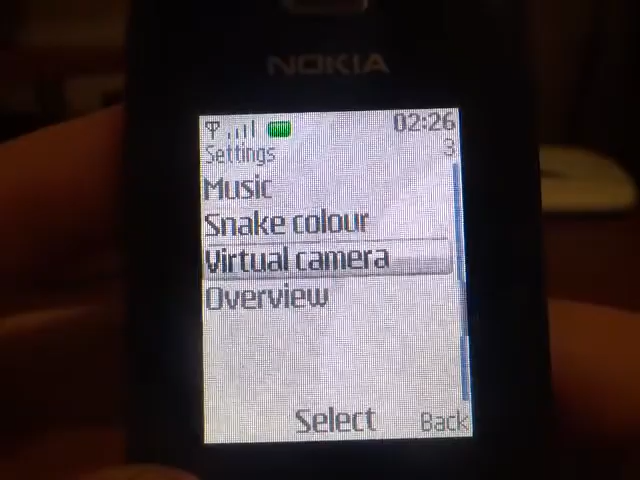 NOKIA
02:26
Settings 3
Music
Snake colour
Virtual camera
Overview
Select Back